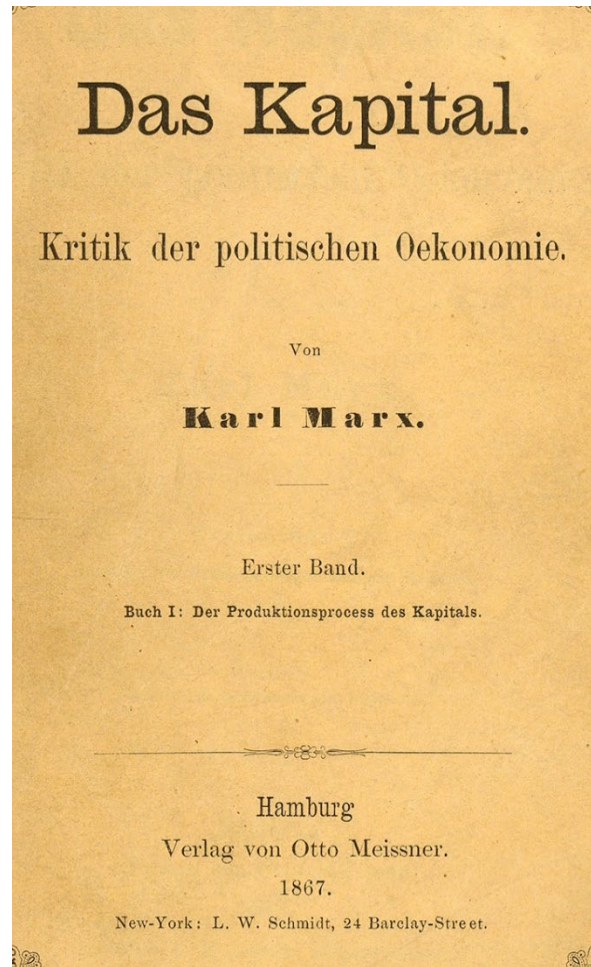 Das Kapital.
Kritik der politischen Oekonomie.
Von
Karl Marx.
Erster Band.
Buch I: Der Produktionsprocess des Kapitals.
Hamburg
Verlag von Otto Meissner.
1867.
New-York: L. W. Schmidt, 24 Barclay-Street.